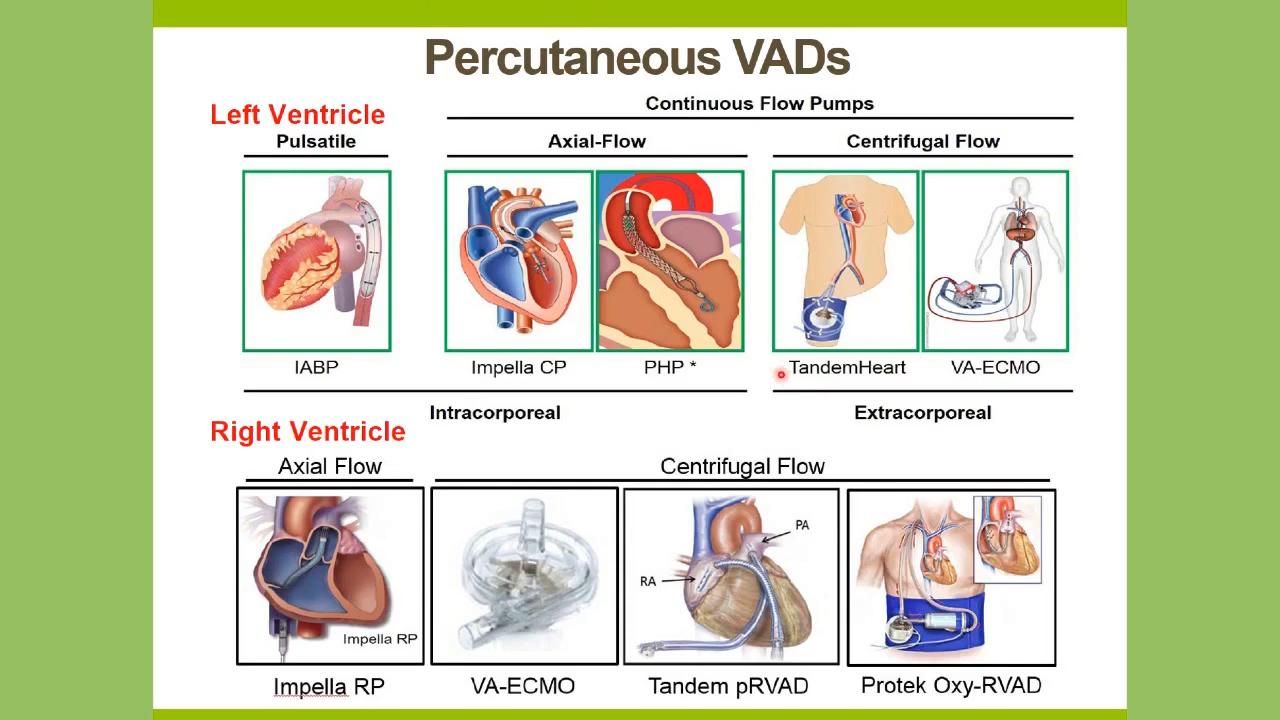 Percutaneous VADs
Left Ventricle
Continuous Flow Pumps
Pulsatile
Axial-Flow
Centrifugal Flow
IABP
Impella CP
PHP *
TandemHeart
VA-ECMO
Intracorporeal
Extracorporeal
Right Ventricle
Axial Flow
Centrifugal Flow
PA
RA
Impella RP
Impella RP
VA-ECMO
Tandem pRVAD
Protek Oxy-RVAD